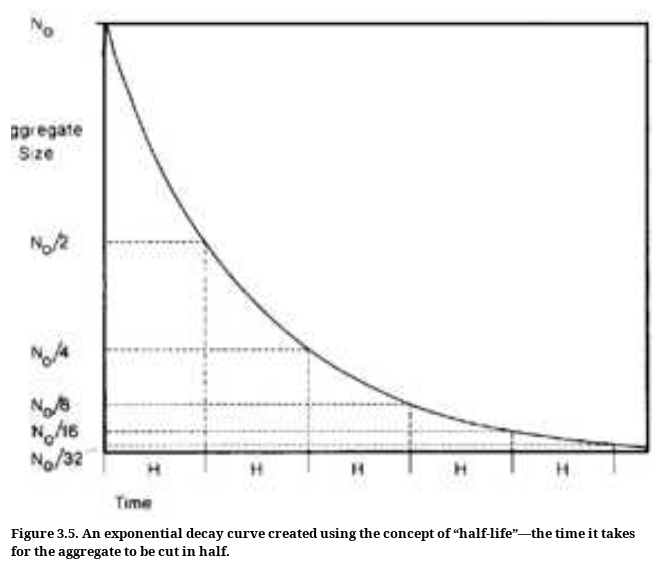 N₀
ggregate
Size
N₀/2
N₀/4
N₀/8
N₀/16
N₀/32
H H H H H
Time
Figure 3.5. An exponential decay curve created using the concept of “half-life”—the time it takes
for the aggregate to be cut in half.